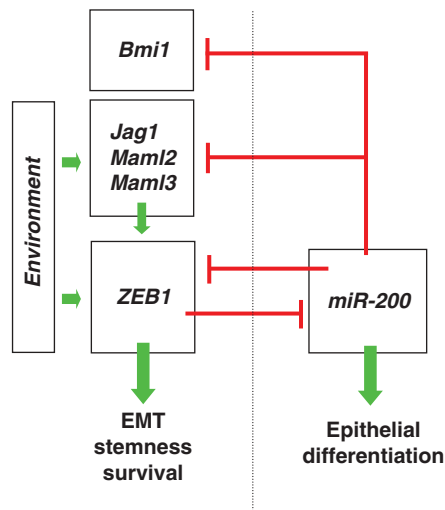 Bmi1
Jag1
Maml2
Maml3
Environment
ZEB1
miR-200
EMT
stemness
survival
Epithelial
differentiation